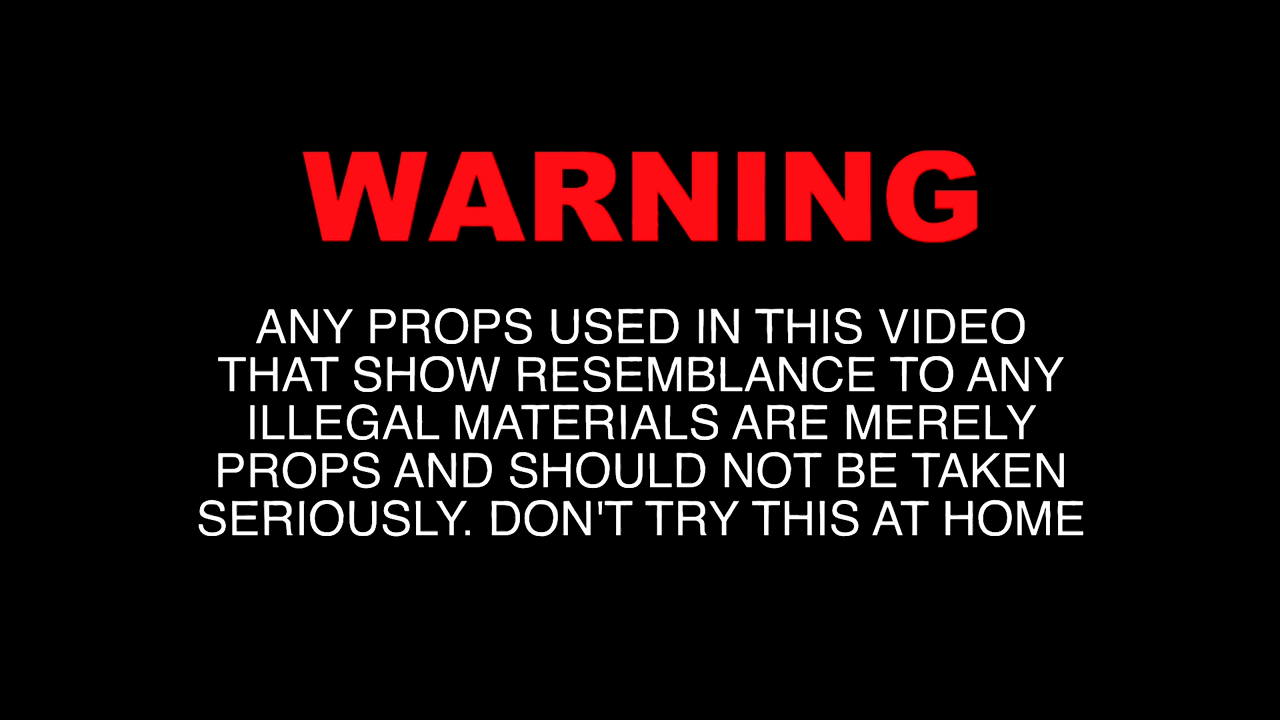 WARNING
ANY PROPS USED IN THIS VIDEO
THAT SHOW RESEMBLANCE TO ANY
ILLEGAL MATERIALS ARE MERELY
PROPS AND SHOULD NOT BE TAKEN
SERIOUSLY. DON'T TRY THIS AT HOME